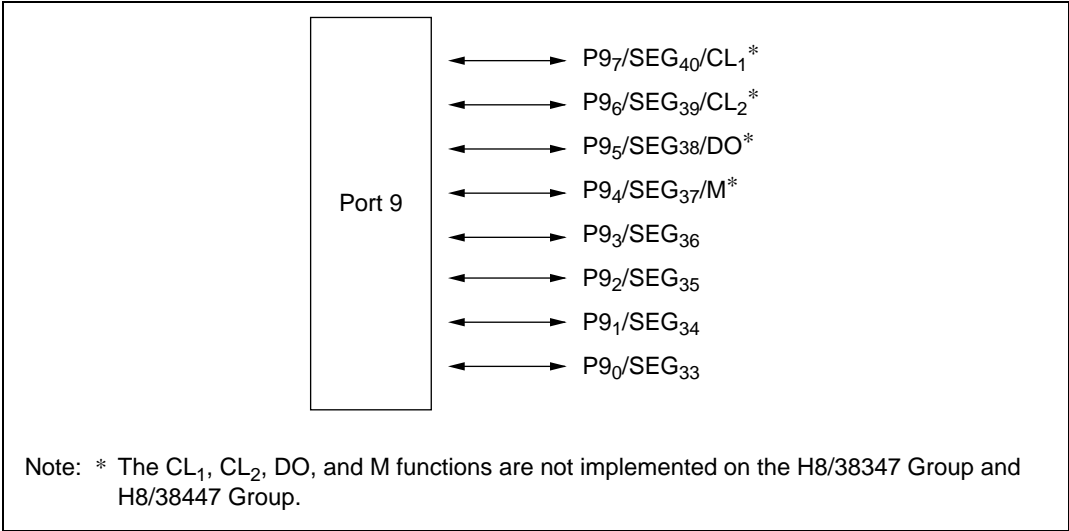 P9₇/SEG₄₀/CL₁*
P9₆/SEG₃₉/CL₂*
P9₅/SEG38/DO*
P9₄/SEG₃₇/M*
Port 9
P9₃/SEG₃₆
P9₂/SEG₃₅
P9₁/SEG₃₄
P9₀/SEG₃₃
Note: * The CL₁, CL₂, DO, and M functions are not implemented on the H8/38347 Group and
H8/38447 Group.